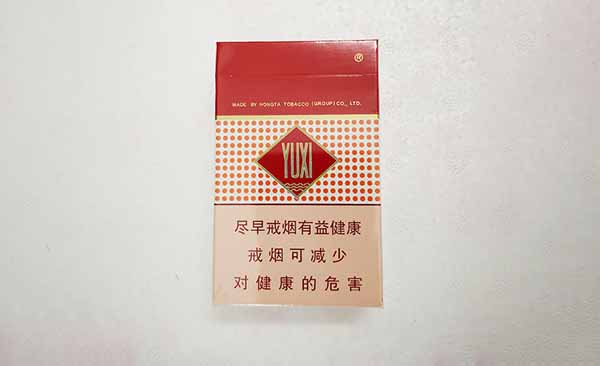 ®
MADE BY HONGTA TOBACCO (GROUP) CO., LTD.
YUXI
尽早戒烟有益健康
戒烟可减少
对健康的危害